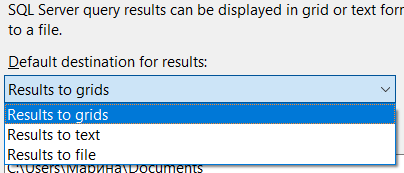 SQL Server query results can be displayed in grid or text for
to a file.
Default destination for results:
Results to grids
Results to grids
Results to text
Results to file
C:\Users\Марина\Documents